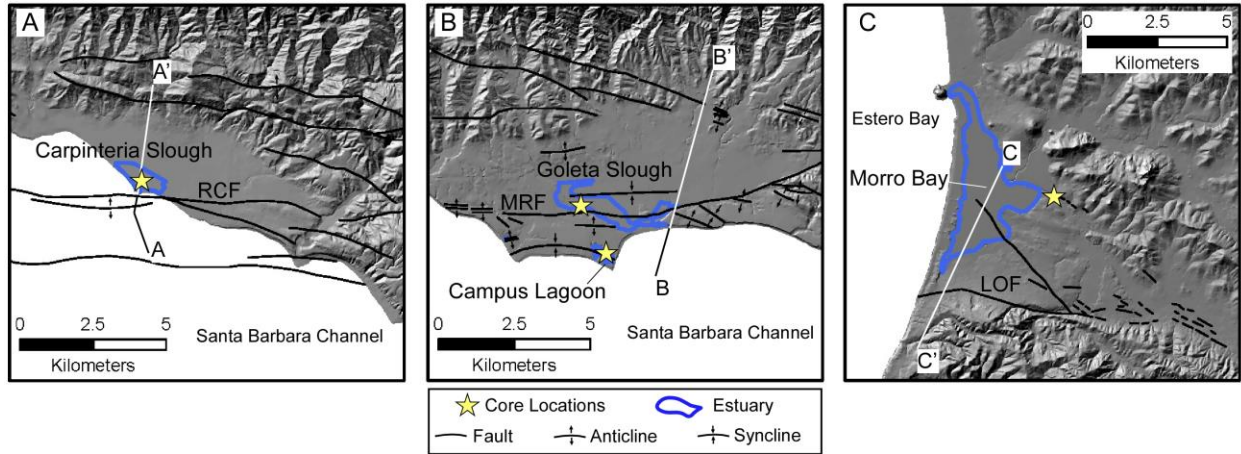 A
A'
Carpinteria Slough
RCF
A
0 2.5 5
Kilometers
Santa Barbara Channel
B
B'
Goleta Slough
MRF
Campus Lagoon
B
0 2.5 5
Kilometers
Santa Barbara Channel
C
0 2.5 5
Kilometers
Estero Bay
C
Morro Bay
LOF
C'
Core Locations Estuary
Fault Anticline Syncline